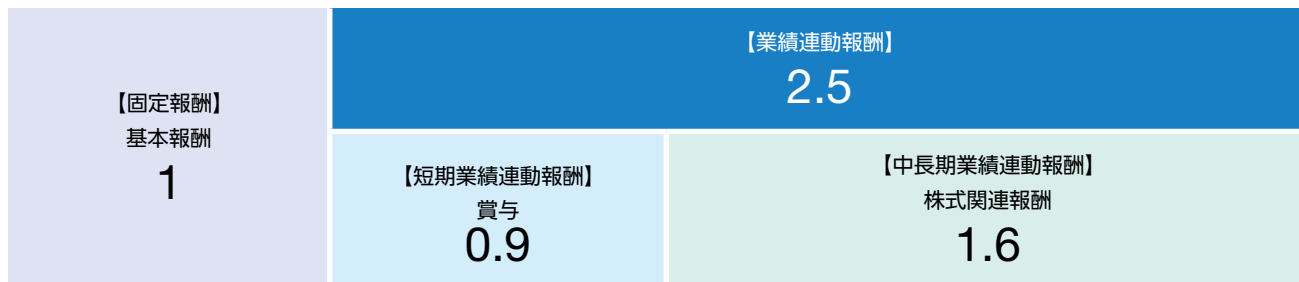 【固定報酬】
基本報酬
1
【業績連動報酬】
2.5
【短期業績連動報酬】
賞与
0.9
【中長期業績連動報酬】
株式関連報酬
1.6